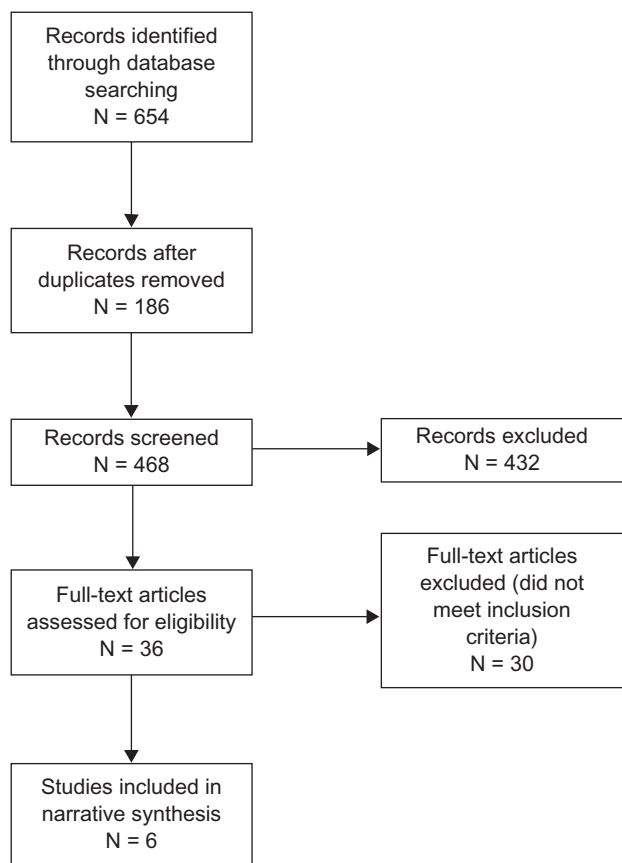 Records identified
through database
searching
N = 654
Records after
duplicates removed
N = 186
Records screened
N = 468
Records excluded
N = 432
Full-text articles
assessed for eligibility
N = 36
Full-text articles
excluded (did not
meet inclusion
criteria)
N = 30
Studies included in
narrative synthesis
N = 6